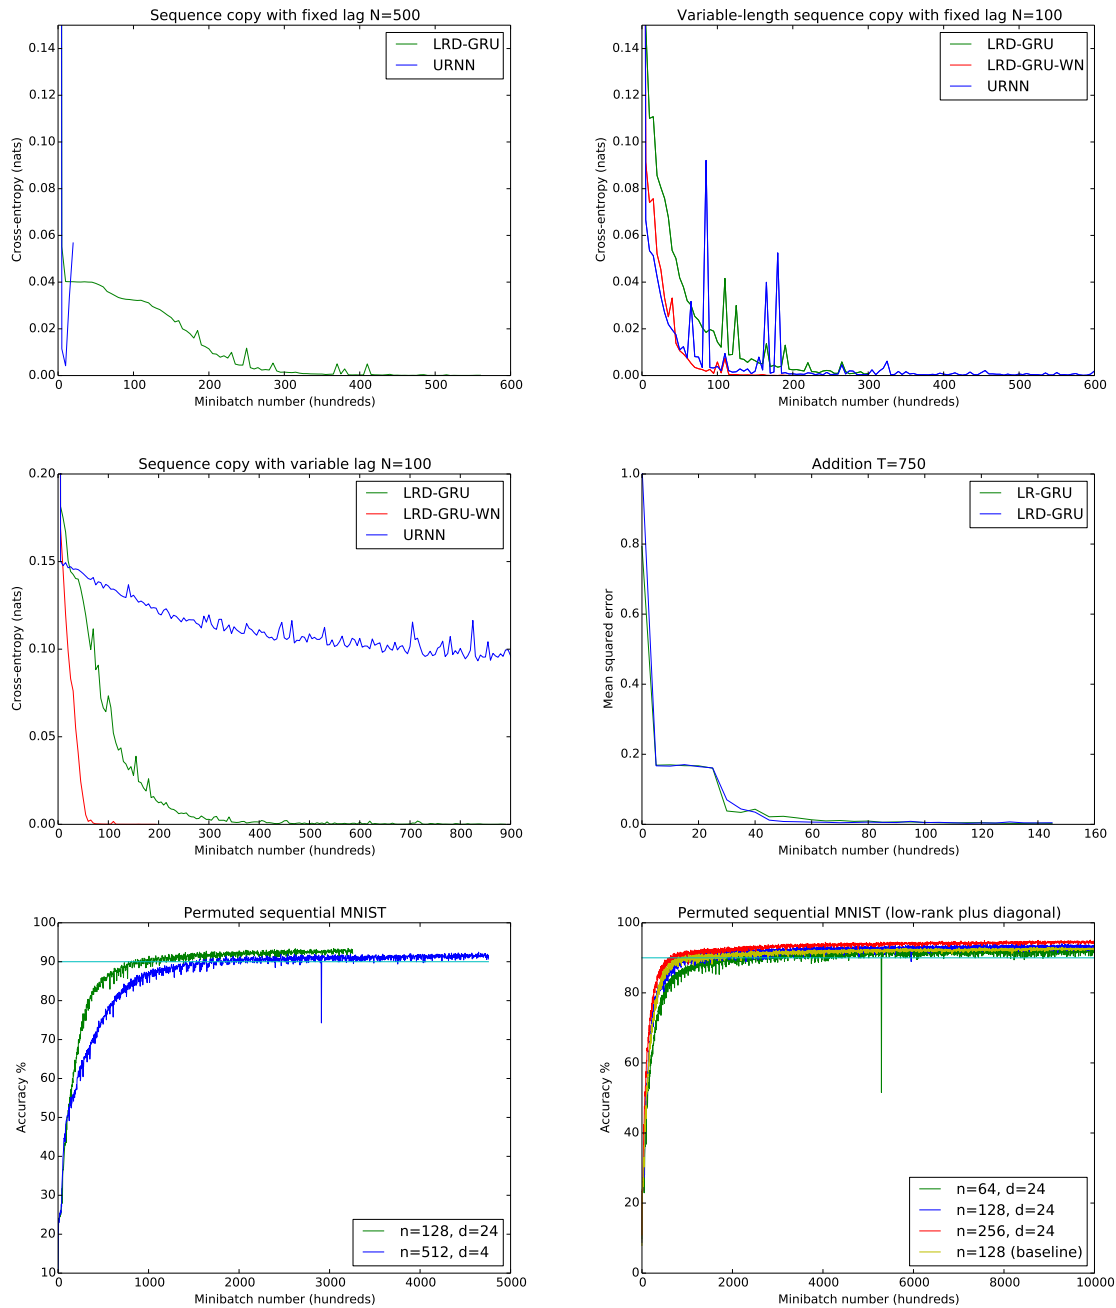 Sequence copy with fixed lag N=500
0.14
0.12
0.10
0.08
0.06
0.04
0.02
0.00
Cross-entropy (nats)
LRD-GRU
URNN
0 100 200 300 400 500 600
Minibatch number (hundreds)
Variable-length sequence copy with fixed lag N=100
0.14
0.12
0.10
0.08
0.06
0.04
0.02
0.00
Cross-entropy (nats)
LRD-GRU
LRD-GRU-WN
URNN
0 100 200 300 400 500 600
Minibatch number (hundreds)
Sequence copy with variable lag N=100
0.20
0.15
0.10
0.05
0.00
Cross-entropy (nats)
LRD-GRU
LRD-GRU-WN
URNN
0 100 200 300 400 500 600 700 800 900
Minibatch number (hundreds)
Addition T=750
1.0
0.8
0.6
0.4
0.2
0.0
Mean squared error
LR-GRU
LRD-GRU
0 20 40 60 80 100 120 140 160
Minibatch number (hundreds)
Permuted sequential MNIST
100
90
80
70
60
50
40
30
20
10
Accuracy %
n=128, d=24
n=512, d=4
0 1000 2000 3000 4000 5000
Minibatch number (hundreds)
Permuted sequential MNIST (low-rank plus diagonal)
100
80
60
40
20
0
Accuracy %
n=64, d=24
n=128, d=24
n=256, d=24
n=128 (baseline)
0 2000 4000 6000 8000 10000
Minibatch number (hundreds)